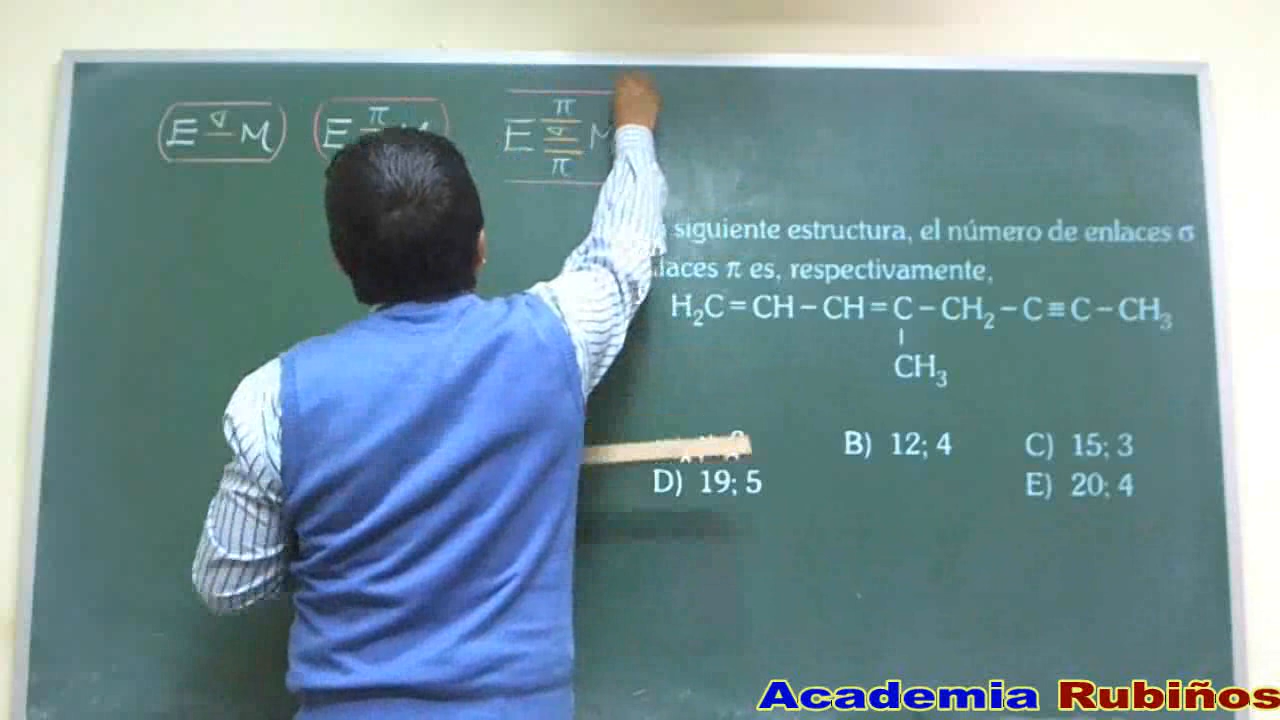 E σ M E π
π
E σ M
π
siguiente estructura, el número de enlaces σ
laces π es, respectivamente,
H₂C = CH – CH = C – CH₂ – C ≡ C – CH₃
CH₃
B) 12; 4 C) 15; 3
D) 19; 5 E) 20; 4
Academia Rubiños